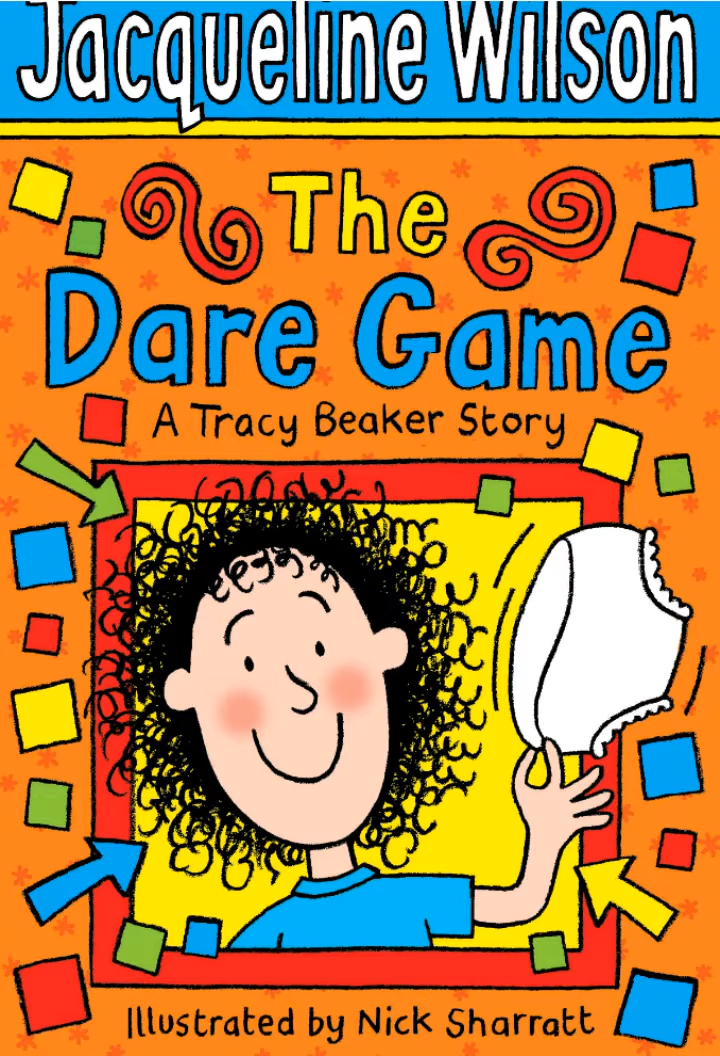 Jacqueline Wilson
The
Dare Game
A Tracy Beaker Story
Illustrated by Nick Sharratt